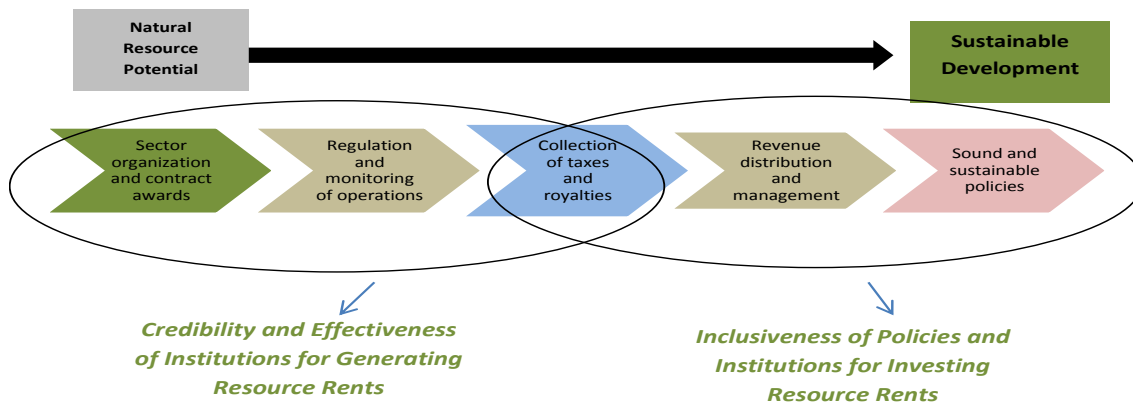 Natural
Resource
Potential
Sustainable
Development
Sector
organization
and contract
awards
Regulation
and
monitoring
of operations
Collection
of taxes
and
royalties
Revenue
distribution
and
management
Sound and
sustainable
policies
Credibility and Effectiveness
of Institutions for Generating
Resource Rents
Inclusiveness of Policies and
Institutions for Investing
Resource Rents